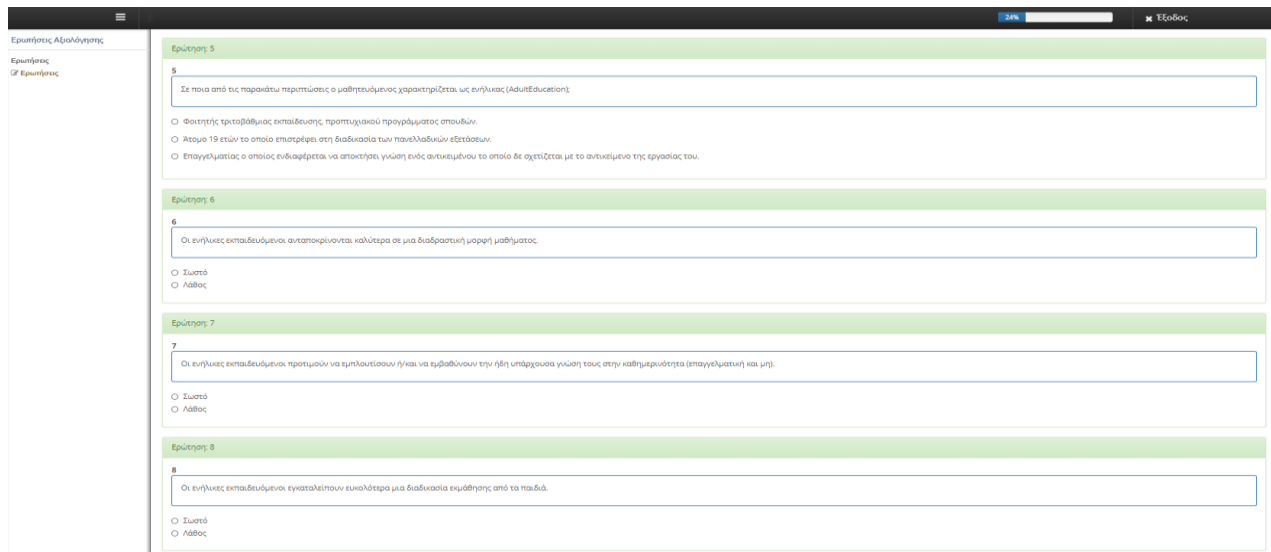 24%
Έξοδος
Ερωτήσεις Αξιολόγησης
Ερωτήσεις
Ερωτήσεις
Ερώτηση: 5
5
Σε ποια από τις παρακάτω περιπτώσεις ο μαθητευόμενος χαρακτηρίζεται ως ενήλικας (AdultEducation);
Φοιτητής τριτοβάθμιας εκπαίδευσης, προπτυχιακού προγράμματος σπουδών.
Άτομο 19 ετών το οποίο επιστρέφει στη διαδικασία των πανελλαδικών εξετάσεων.
Επαγγελματίας ο οποίος ενδιαφέρεται να αποκτήσει γνώση ενός αντικειμένου το οποίο δε σχετίζεται με το αντικείμενο της εργασίας του.
Ερώτηση: 6
6
Οι ενήλικες εκπαιδευόμενοι ανταποκρίνονται καλύτερα σε μια διαδραστική μορφή μαθήματος.
Σωστό
Λάθος
Ερώτηση: 7
7
Οι ενήλικες εκπαιδευόμενοι προτιμούν να εμπλουτίσουν ή/και να εμβαθύνουν την ήδη υπάρχουσα γνώση τους στην καθημερινότητα (επαγγελματική και μη).
Σωστό
Λάθος
Ερώτηση: 8
8
Οι ενήλικες εκπαιδευόμενοι εγκαταλείπουν ευκολότερα μια διαδικασία εκμάθησης από τα παιδιά.
Σωστό
Λάθος